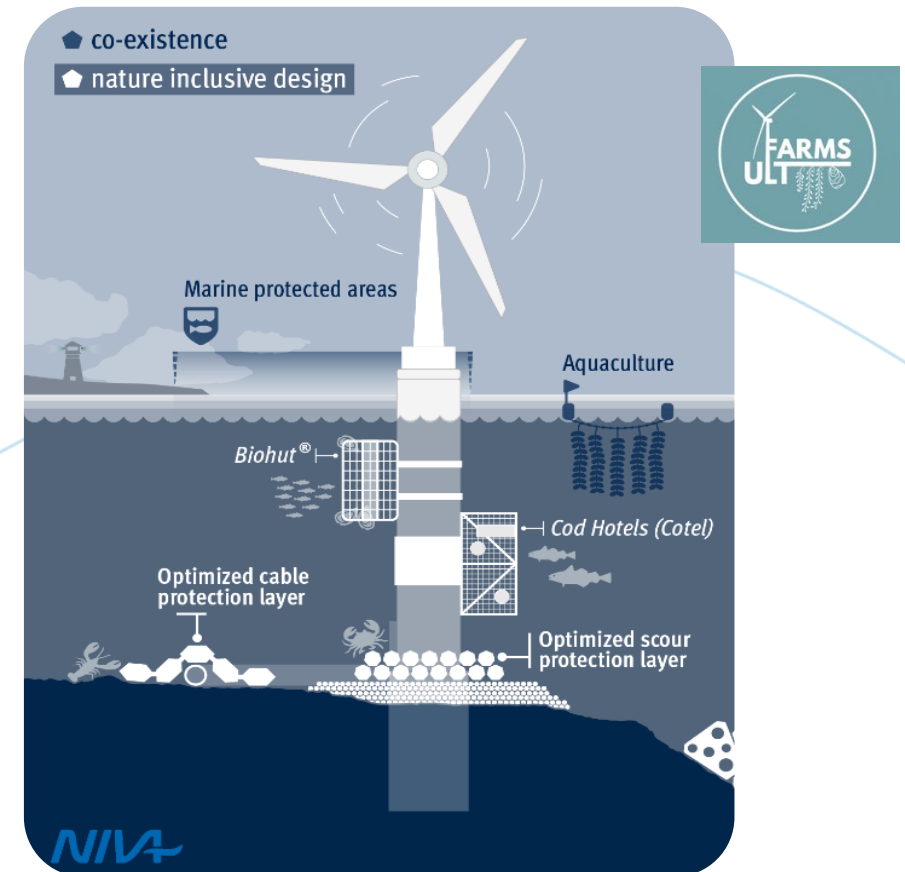 co-existence
nature inclusive design
FARMS
ULT
Marine protected areas
Aquaculture
Biohut®
Cod Hotels (Cotel)
Optimized cable
protection layer
Optimized scour
protection layer
NIVA